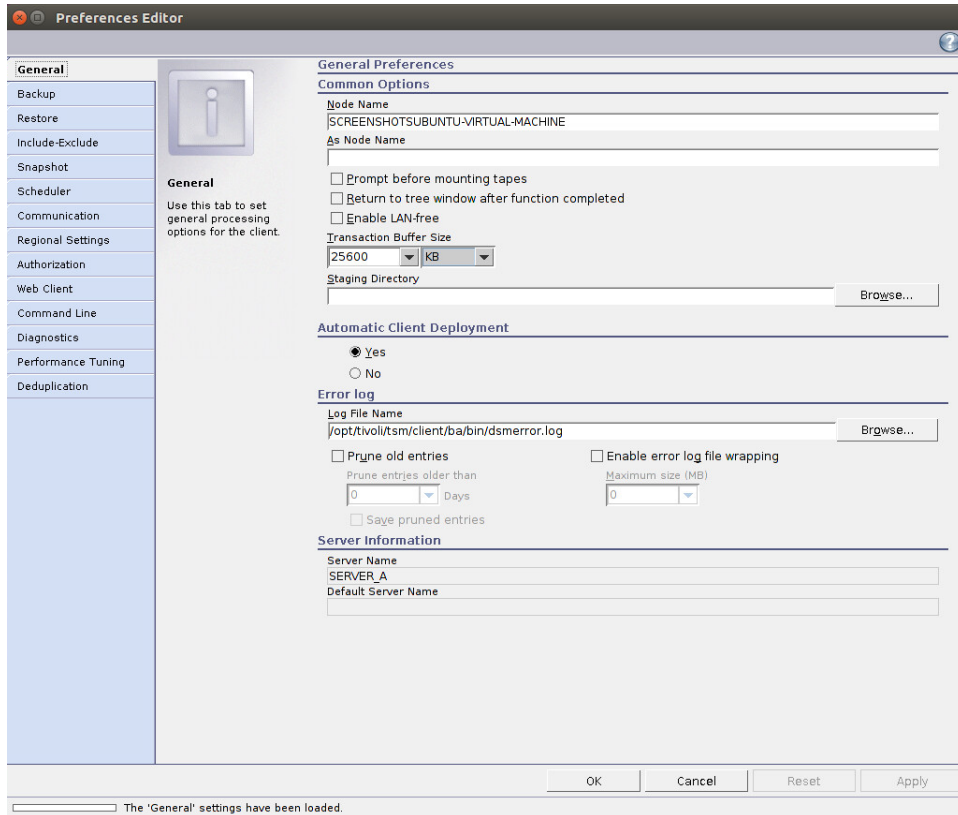 Preferences Editor
General
Backup
Restore
Include-Exclude
Snapshot
Scheduler
Communication
Regional Settings
Authorization
Web Client
Command Line
Diagnostics
Performance Tuning
Deduplication
General
Use this tab to set
general processing
options for the client.
General Preferences
Common Options
Node Name
SCREENSHOTSUBUNTU-VIRTUAL-MACHINE
As Node Name
Prompt before mounting tapes
Return to tree window after function completed
Enable LAN-free
Transaction Buffer Size
25600 KB
Staging Directory
Browse...
Automatic Client Deployment
Yes
No
Error log
Log File Name
/opt/tivoli/tsm/client/ba/bin/dsmerror.log Browse...
Prune old entries Enable error log file wrapping
Prune entries older than Maximum size (MB)
0 Days 0
Save pruned entries
Server Information
Server Name
SERVER_A
Default Server Name
OK Cancel Reset Apply
The 'General' settings have been loaded.